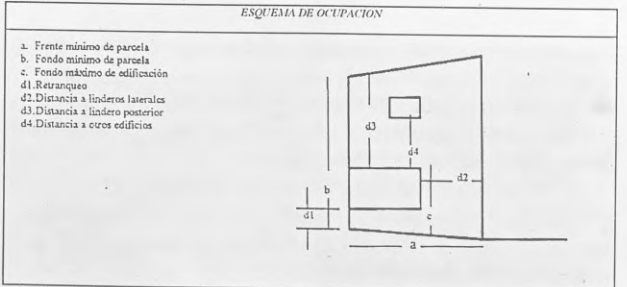 ESQUEMA DE OCUPACION
a. Frente mínimo de parcela
b. Fondo mínimo de parcela
c. Fondo máximo de edificación
d1.Retranqueo
d2.Distancia a linderos laterales
d3.Distancia a lindero posterior
d4.Distancia a otros edificios
d3
d4
d2
b
d1
c
a